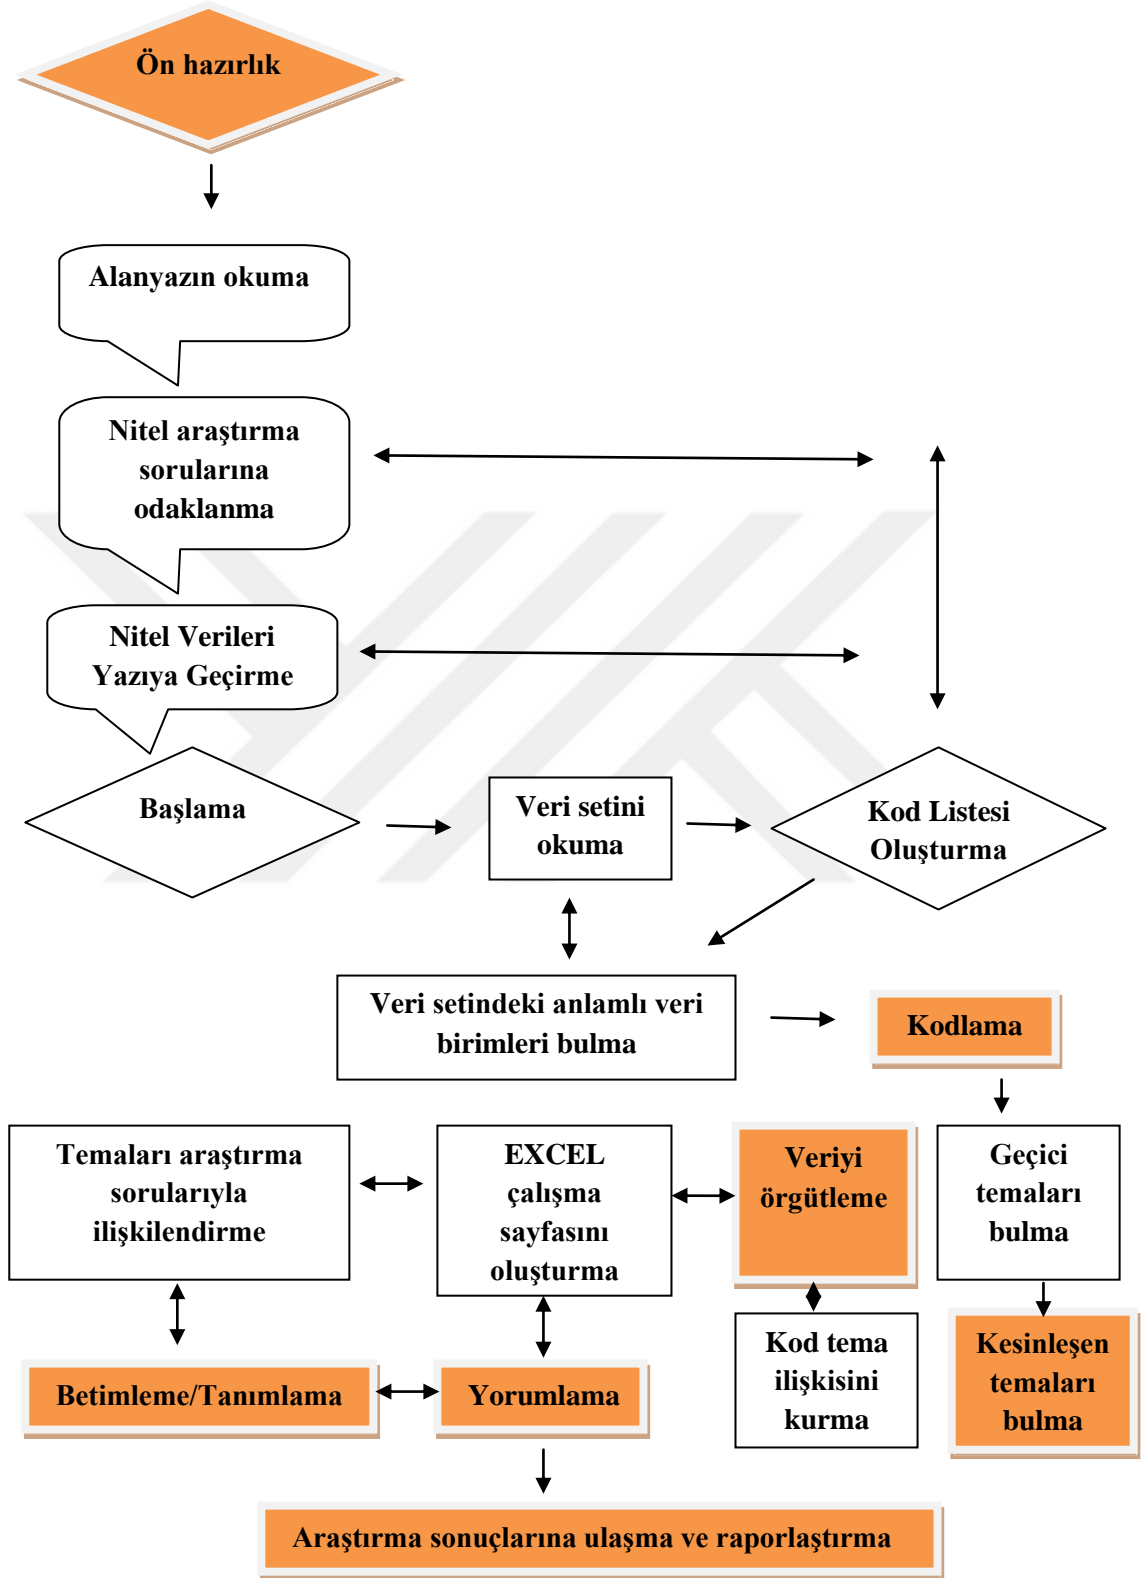 Ön hazırlık
Alanyazın okuma
Nitel araştırma
sorularına
odaklanma
Nitel Verileri
Yazıya Geçirme
Başlama
Veri setini
okuma
Kod Listesi
Oluşturma
Veri setindeki anlamlı veri
birimleri bulma
Kodlama
Temaları araştırma
sorularıyla
ilişkilendirme
EXCEL
çalışma
sayfasını
oluşturma
Veriyi
örgütleme
Geçici
temaları
bulma
Betimleme/Tanımlama
Yorumlama
Kod tema
ilişkisini
kurma
Kesinleşen
temaları
bulma
Araştırma sonuçlarına ulaşma ve raporlaştırma